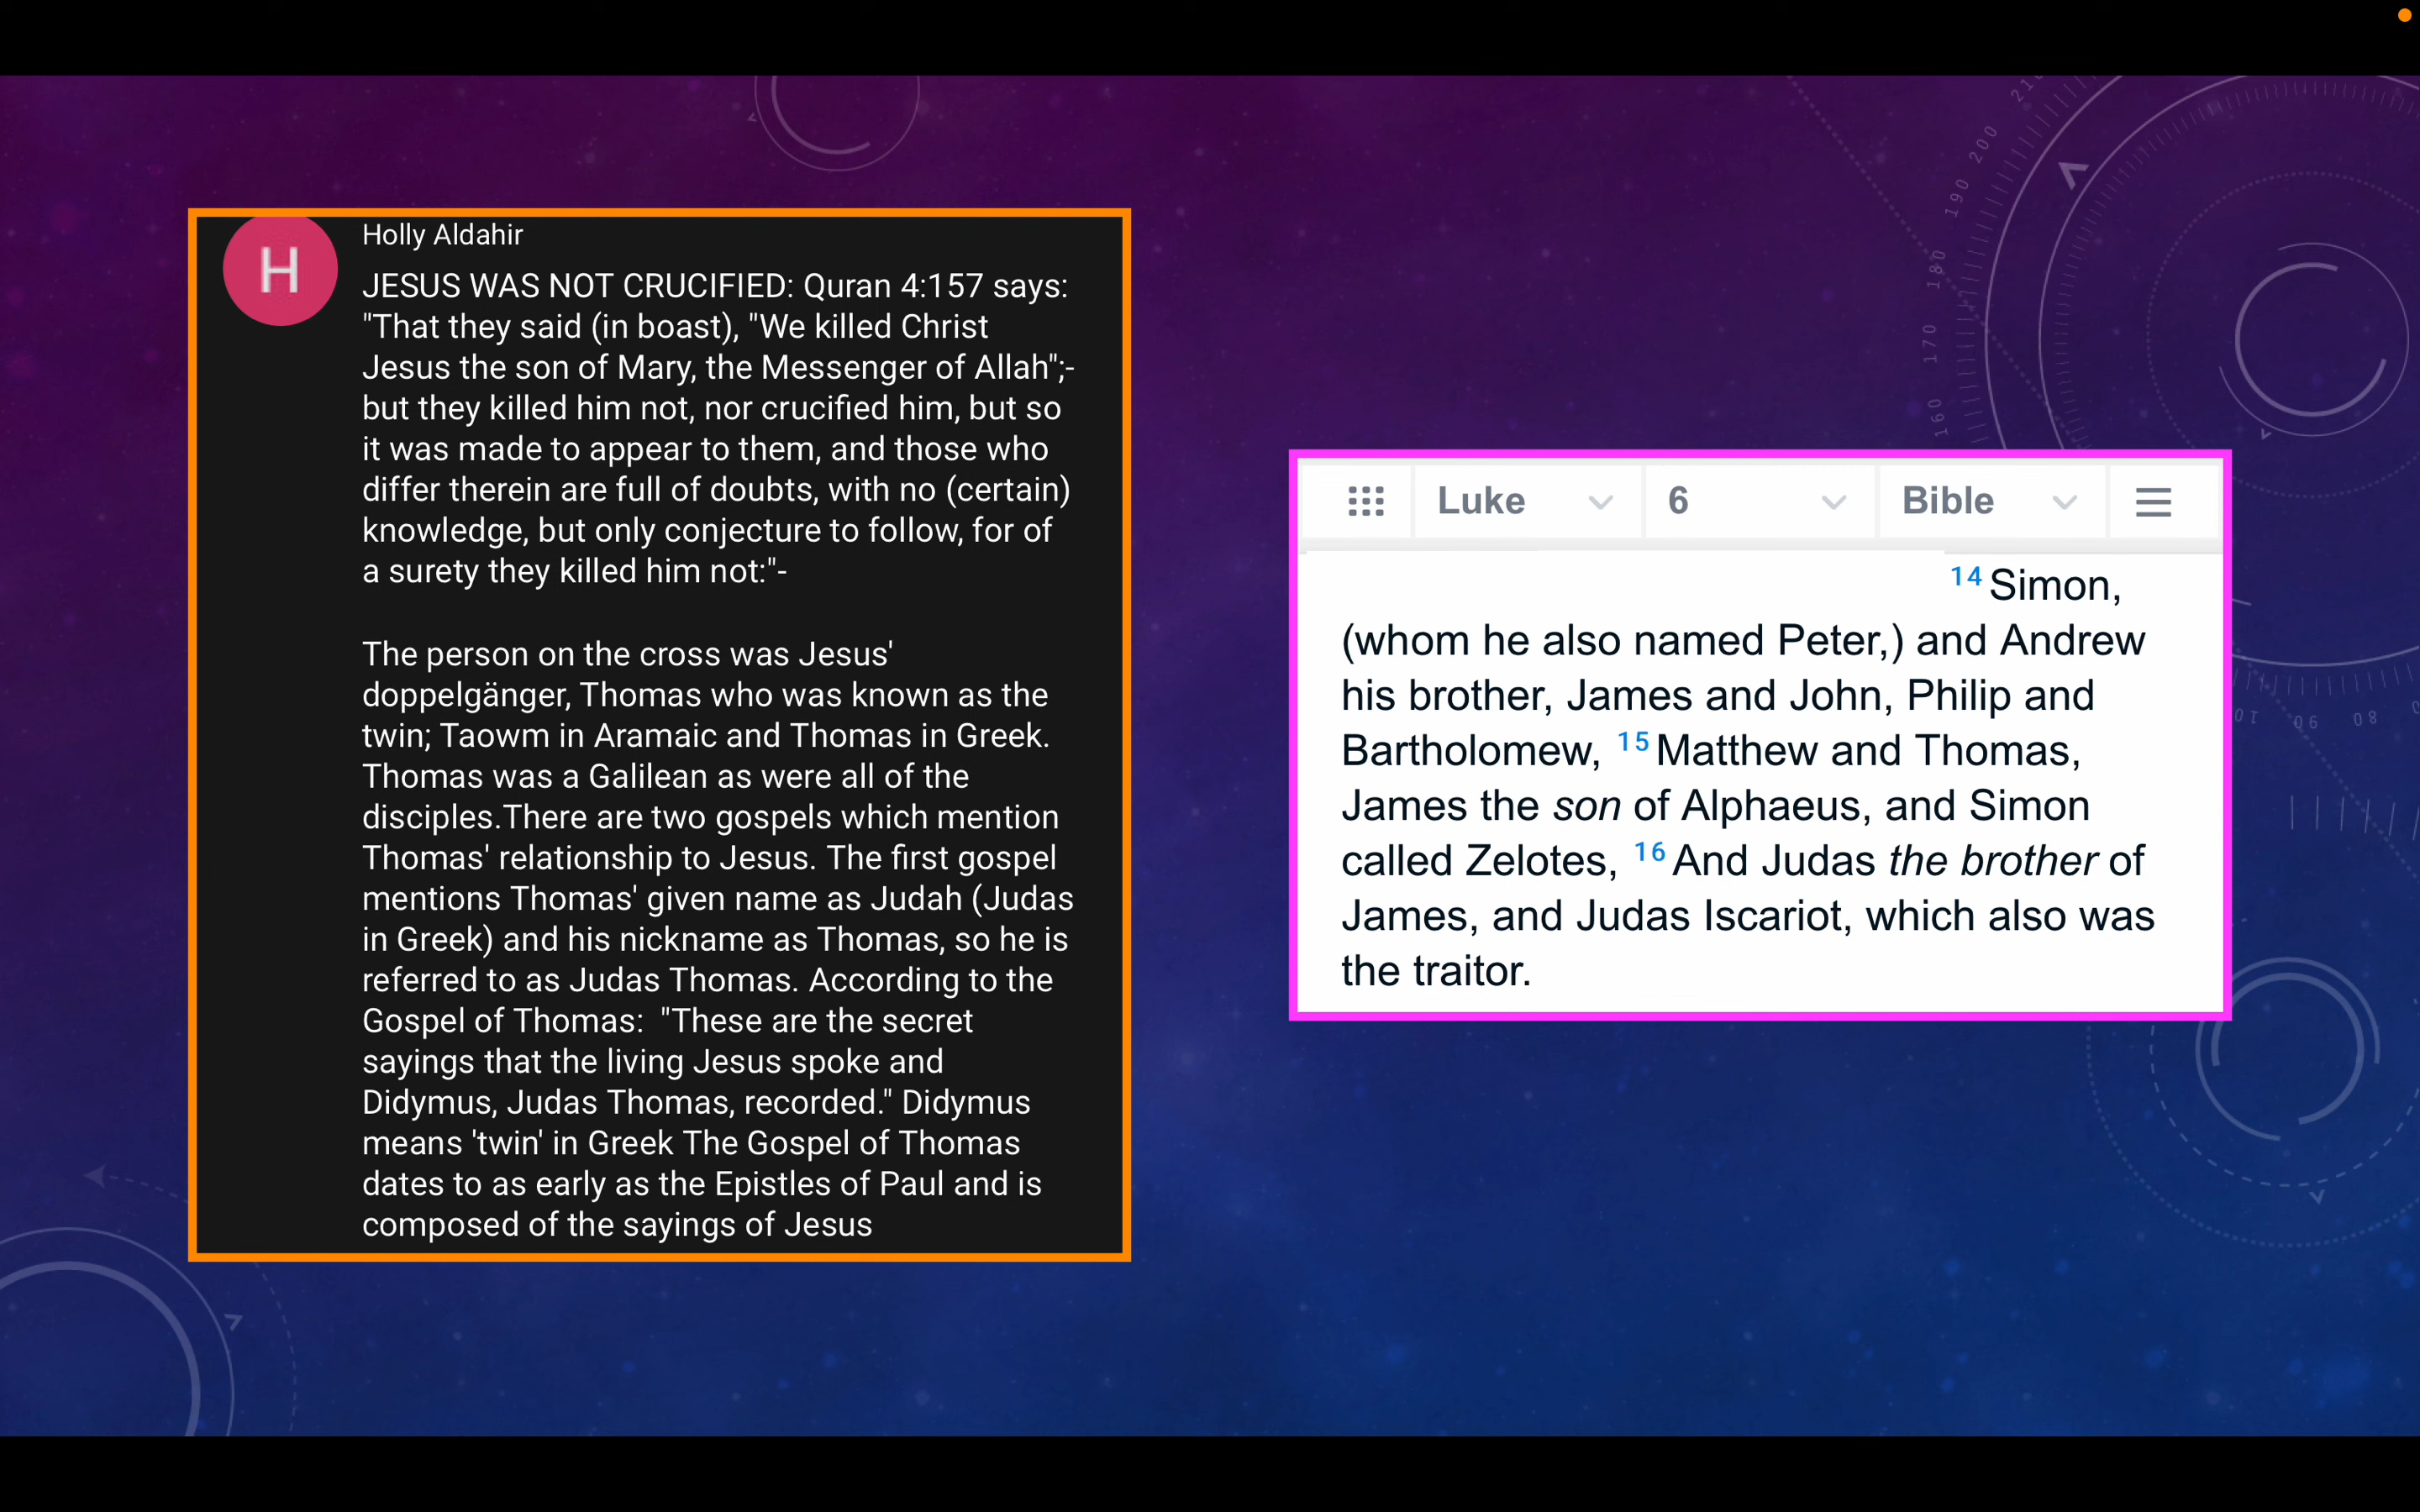 H
Holly Aldahir
JESUS WAS NOT CRUCIFIED: Quran 4:157 says:
"That they said (in boast), "We killed Christ
Jesus the son of Mary, the Messenger of Allah";-
but they killed him not, nor crucified him, but so
it was made to appear to them, and those who
differ therein are full of doubts, with no (certain)
knowledge, but only conjecture to follow, for of
a surety they killed him not:"-
The person on the cross was Jesus'
doppelgänger, Thomas who was known as the
twin; Taowm in Aramaic and Thomas in Greek.
Thomas was a Galilean as were all of the
disciples.There are two gospels which mention
Thomas' relationship to Jesus. The first gospel
mentions Thomas' given name as Judah (Judas
in Greek) and his nickname as Thomas, so he is
referred to as Judas Thomas. According to the
Gospel of Thomas:  "These are the secret
sayings that the living Jesus spoke and
Didymus, Judas Thomas, recorded." Didymus
means 'twin' in Greek The Gospel of Thomas
dates to as early as the Epistles of Paul and is
composed of the sayings of Jesus
Luke 6 Bible
14 Simon,
(whom he also named Peter,) and Andrew
his brother, James and John, Philip and
Bartholomew, 15 Matthew and Thomas,
James the son of Alphaeus, and Simon
called Zelotes, 16 And Judas the brother of
James, and Judas Iscariot, which also was
the traitor.
200
190
180
170
160
90
80